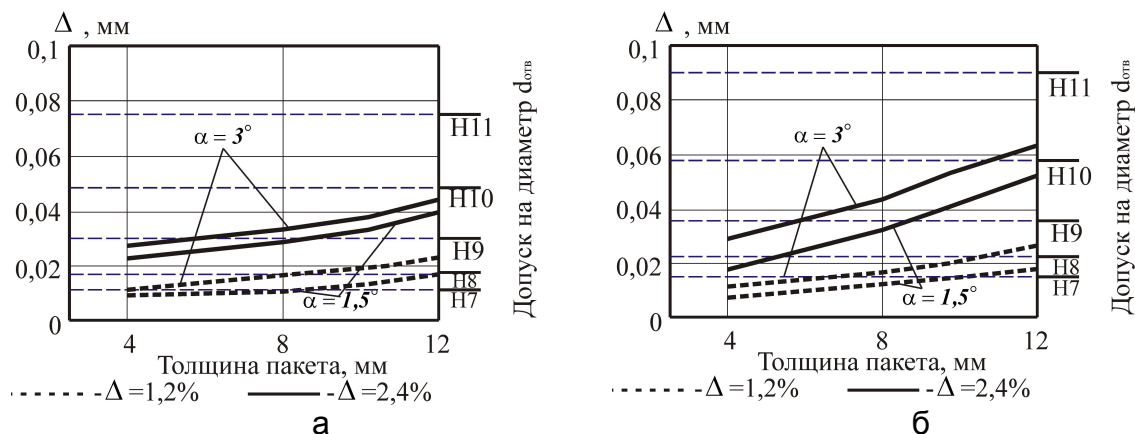 Δ , мм
0,1
0,08
0,06
0,04
0,02
0
α = 3°
α = 1,5°
H11
H10
H9
H8
H7
Допуск на диаметр dотв
4
8
12
Толщина пакета, мм
-Δ =1,2%
-Δ =2,4%
а
Δ , мм
0,1
0,08
0,06
0,04
0,02
0
α = 3°
α = 1,5°
H11
H10
H9
H8
H7
Допуск на диаметр dотв
4
8
12
Толщина пакета, мм
-Δ =1,2%
-Δ =2,4%
б